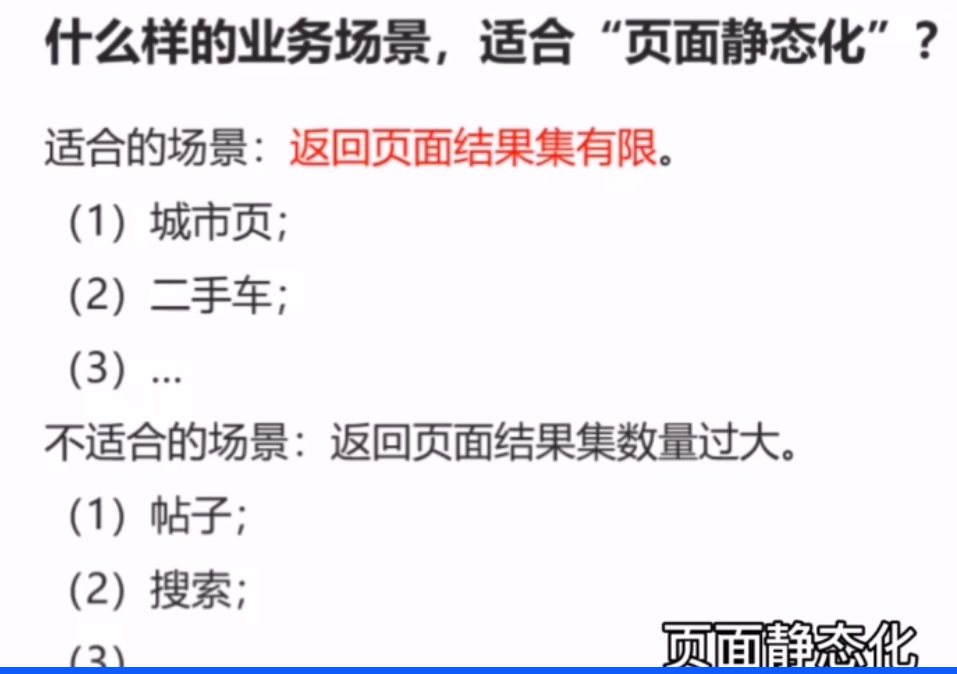 什么样的业务场景，适合“页面静态化”？
适合的场景：返回页面结果集有限。
（1）城市页；
（2）二手车；
（3）...
不适合的场景：返回页面结果集数量过大。
（1）帖子；
（2）搜索；
（3）
页面静态化